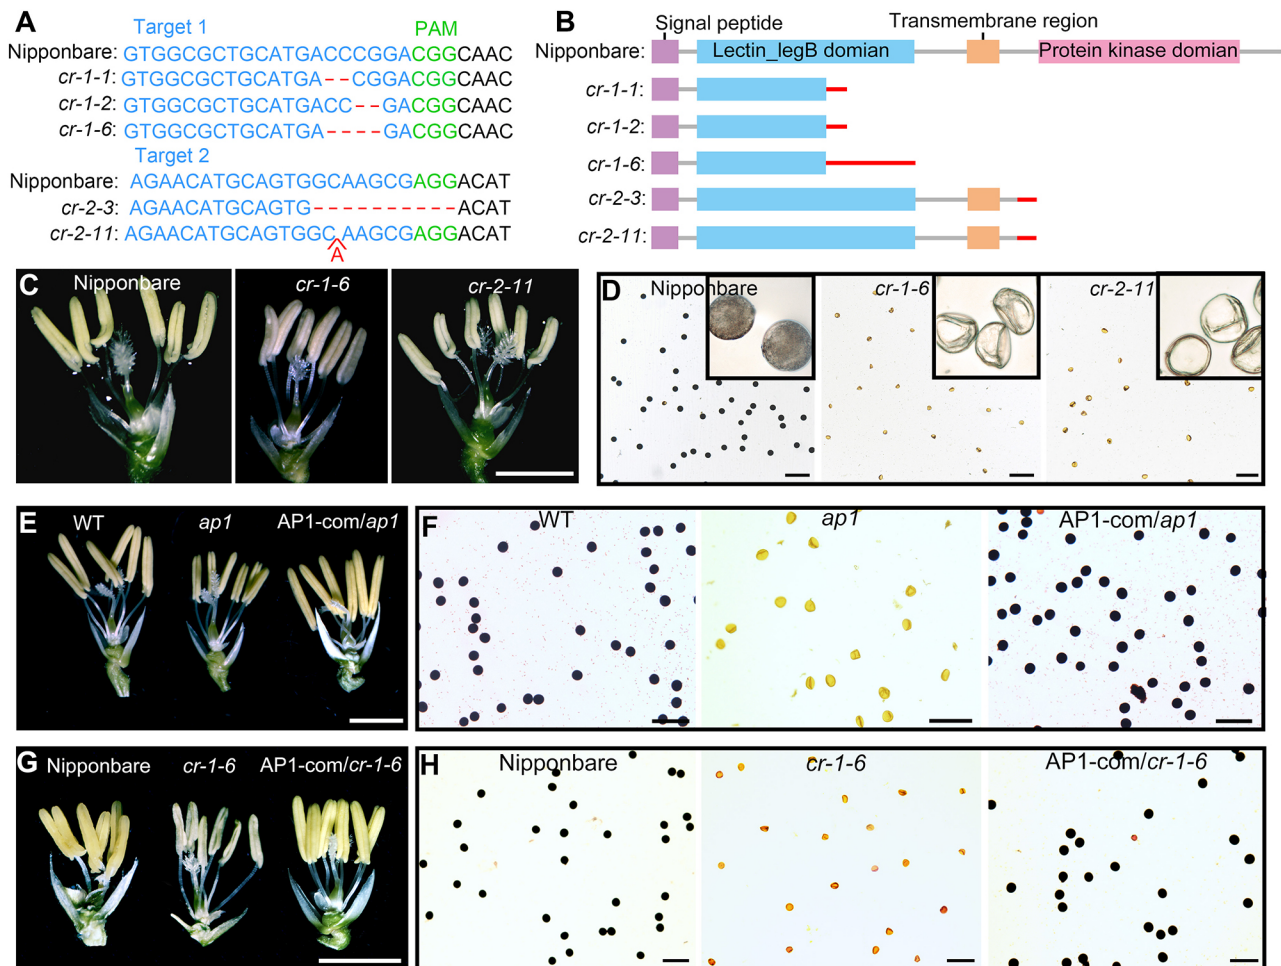 A
Target 1
PAM
Nipponbare: GTGGCGCTGCATGACCCGGACGGCAAC
cr-1-1: GTGGCGCTGCATGA--CGGACGGCAAC
cr-1-2: GTGGCGCTGCATGACC--GACGGCAAC
cr-1-6: GTGGCGCTGCATGA----GACGGCAAC
Target 2
Nipponbare: AGAACATGCAGTGGCAAGCGAGGACAT
cr-2-3: AGAACATGCAGTG----------ACAT
cr-2-11: AGAACATGCAGTGGCAAGCGAGGACAT
A
B
Signal peptide
Transmembrane region
Nipponbare:
Lectin_legB domian
Protein kinase domian
cr-1-1:
cr-1-2:
cr-1-6:
cr-2-3:
cr-2-11:
C
Nipponbare
cr-1-6
cr-2-11
D
Nipponbare
cr-1-6
cr-2-11
E
WT
ap1
AP1-com/ap1
F
WT
ap1
AP1-com/ap1
G
Nipponbare
cr-1-6
AP1-com/cr-1-6
H
Nipponbare
cr-1-6
AP1-com/cr-1-6